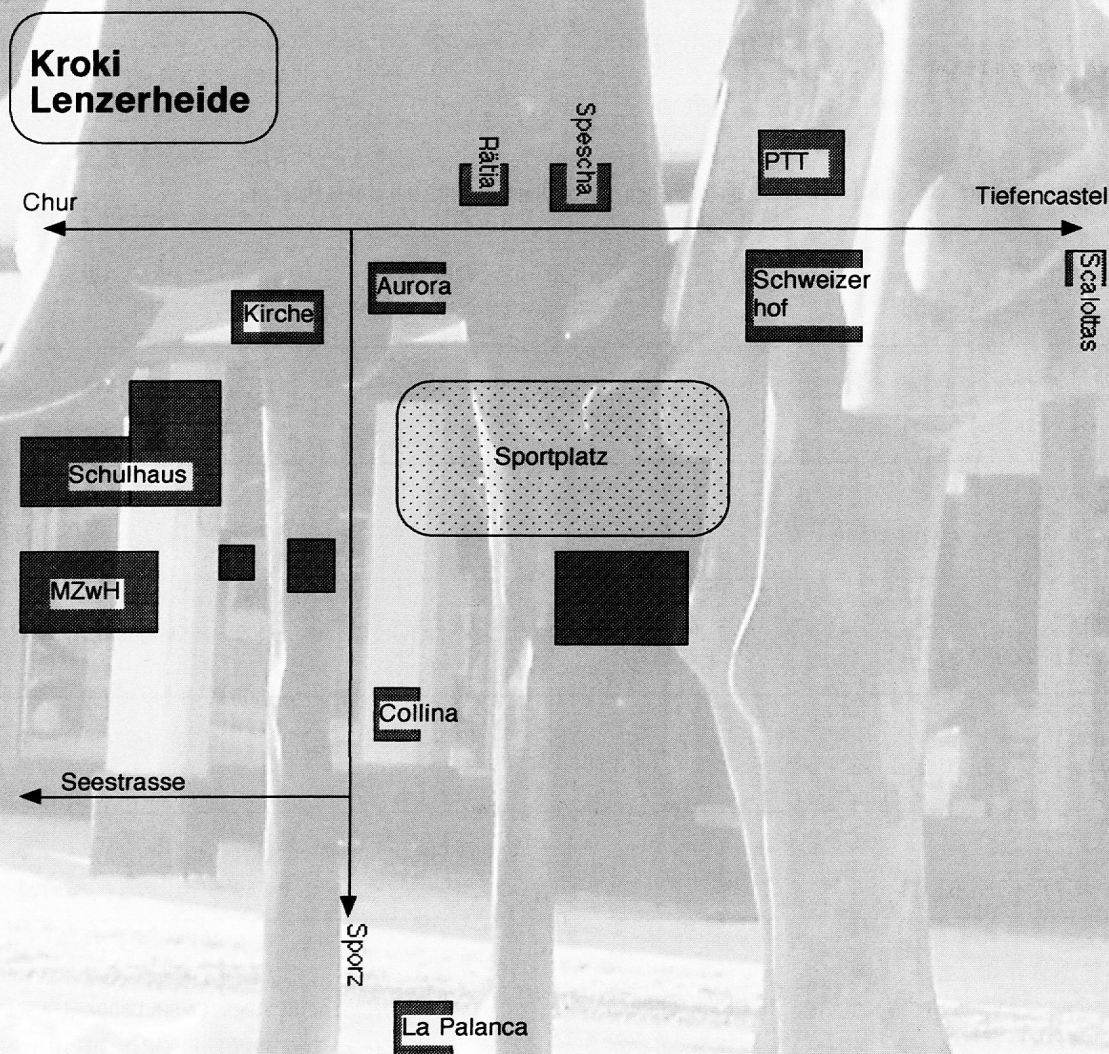 Kroki
Lenzerheide
Rätia
Spescha
PTT
Chur
Tiefencastel
Aurora
Kirche
Schweizer
hof
Scalottas
Schulhaus
Sportplatz
MZwH
Collina
Seestrasse
Sporz
La Palanca